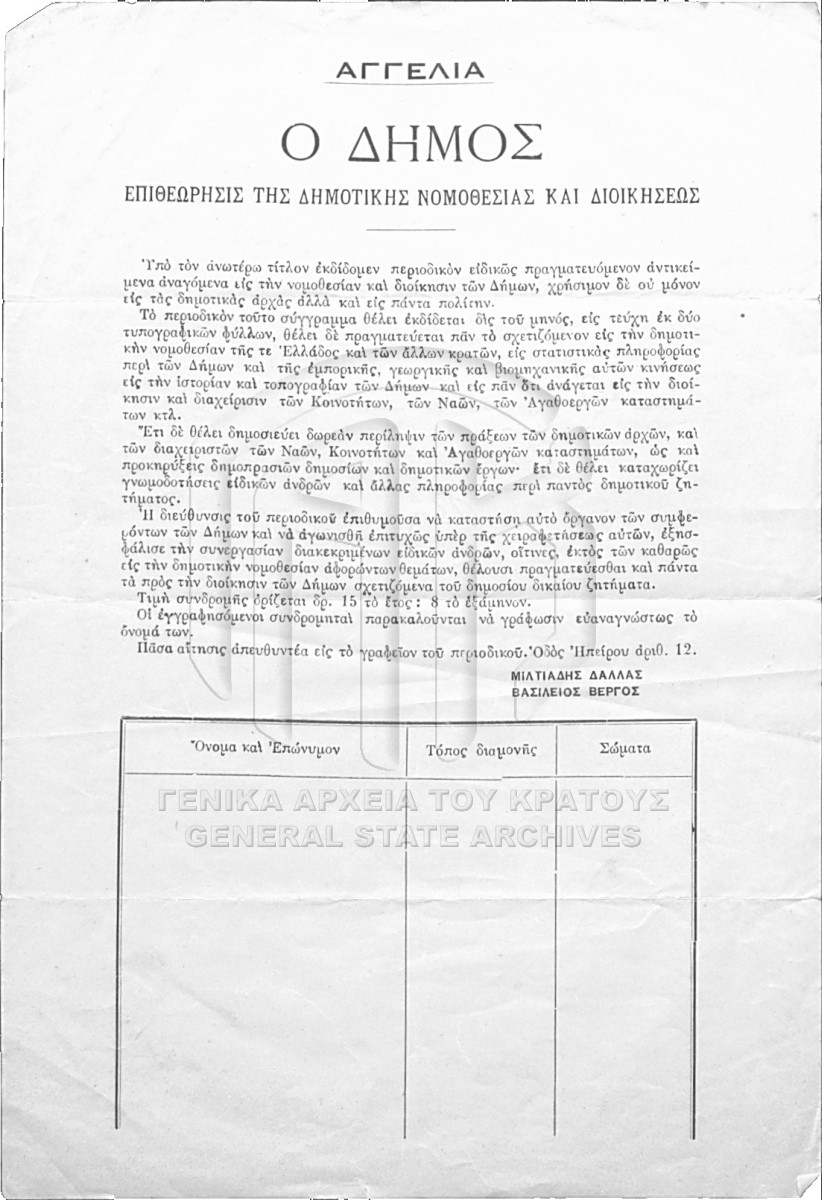 ΑΓΓΕΛΙΑ
Ο ΔΗΜΟΣ
ΕΠΙΘΕΩΡΗΣΙΣ ΤΗΣ ΔΗΜΟΤΙΚΗΣ ΝΟΜΟΘΕΣΙΑΣ ΚΑΙ ΔΙΟΙΚΗΣΕΩΣ
Ὑπὸ τὸν ἀνωτέρω τίτλον ἐκδίδομεν περιοδικὸν εἰδικῶς πραγματευόμενον ἀντικεί-
μενα ἀναγόμενα εἰς τὴν νομοθεσίαν καὶ διοίκησιν τῶν Δήμων, χρήσιμον δὲ οὐ μόνον
εἰς τὰς δημοτικὰς ἀρχὰς ἀλλὰ καὶ εἰς πάντα πολίτην.
Τὸ περιοδικὸν τοῦτο σύγγραμμα θέλει ἐκδίδεται δὶς τοῦ μηνός, εἰς τεύχη ἐκ δύο
τυπογραφικῶν φύλλων, θέλει δὲ πραγματεύεται πᾶν τὸ σχετιζόμενον εἰς τὴν δημοτι-
κὴν νομοθεσίαν τῆς τε Ἑλλάδος καὶ τῶν ἄλλων κρατῶν, εἰς στατιστικὰς πληροφορίας
περὶ τῶν Δήμων καὶ τῆς ἐμπορικῆς, γεωργικῆς καὶ βιομηχανικῆς αὐτῶν κινήσεως
εἰς τὴν ἱστορίαν καὶ τοπογραφίαν τῶν Δήμων καὶ εἰς πᾶν ὅτι ἀνάγεται εἰς τὴν διοί-
κησιν καὶ διαχείρισιν τῶν Κοινοτήτων, τῶν Ναῶν, τῶν Ἀγαθοεργῶν καταστημά-
των κτλ.
Ἔτι δὲ θέλει δημοσιεύει δωρεὰν περίληψιν τῶν πράξεων τῶν δημοτικῶν ἀρχῶν, καὶ
τῶν διαχειριστῶν τῶν Ναῶν, Κοινοτήτων καὶ Ἀγαθοεργῶν καταστημάτων, ὡς καὶ
προκηρύξεις δημοπρασιῶν δημοσίων καὶ δημοτικῶν ἔργων· ἔτι δὲ θέλει καταχωρίζει
γνωμοδοτήσεις εἰδικῶν ἀνδρῶν καὶ ἄλλας πληροφορίας περὶ παντὸς δημοτικοῦ ζη-
τήματος.
Ἡ διεύθυνσις τοῦ περιοδικοῦ ἐπιθυμοῦσα νὰ καταστήσῃ αὐτὸ ὄργανον τῶν συμφε-
ρόντων τῶν Δήμων καὶ νὰ ἀγωνισθῇ ἐπιτυχῶς ὑπὲρ τῆς χειραφετήσεως αὐτῶν, ἐξησ-
φάλισε τὴν συνεργασίαν διακεκριμένων εἰδικῶν ἀνδρῶν, οἵτινες, ἐκτὸς τῶν καθαρῶς
εἰς τὴν δημοτικὴν νομοθεσίαν ἀφορώντων θεμάτων, θέλουσι πραγματεύεσθαι καὶ πάντα
τὰ πρὸς τὴν διοίκησιν τῶν Δήμων σχετιζόμενα τοῦ δημοσίου δικαίου ζητήματα.
Τιμὴ συνδρομῆς ὁρίζεται δρ. 15 τὸ ἔτος : 8 τὸ ἑξάμηνον.
Οἱ ἐγγραφησόμενοι συνδρομηταὶ παρακαλοῦνται νὰ γράφωσιν εὐαναγνώστως τὸ
ὄνομά των.
Πᾶσα αἴτησις ἀπευθυντέα εἰς τὸ γραφεῖον τοῦ περιοδικοῦ. Ὁδὸς Ἠπείρου ἀριθ. 12.
ΜΙΛΤΙΑΔΗΣ ΔΑΛΛΑΣ
ΒΑΣΙΛΕΙΟΣ ΒΕΡΓΟΣ
Ὄνομα καὶ Ἐπώνυμον Τόπος διαμονῆς Σώματα
ΓΕΝΙΚΑ ΑΡΧΕΙΑ ΤΟΥ ΚΡΑΤΟΥΣ
GENERAL STATE ARCHIVES